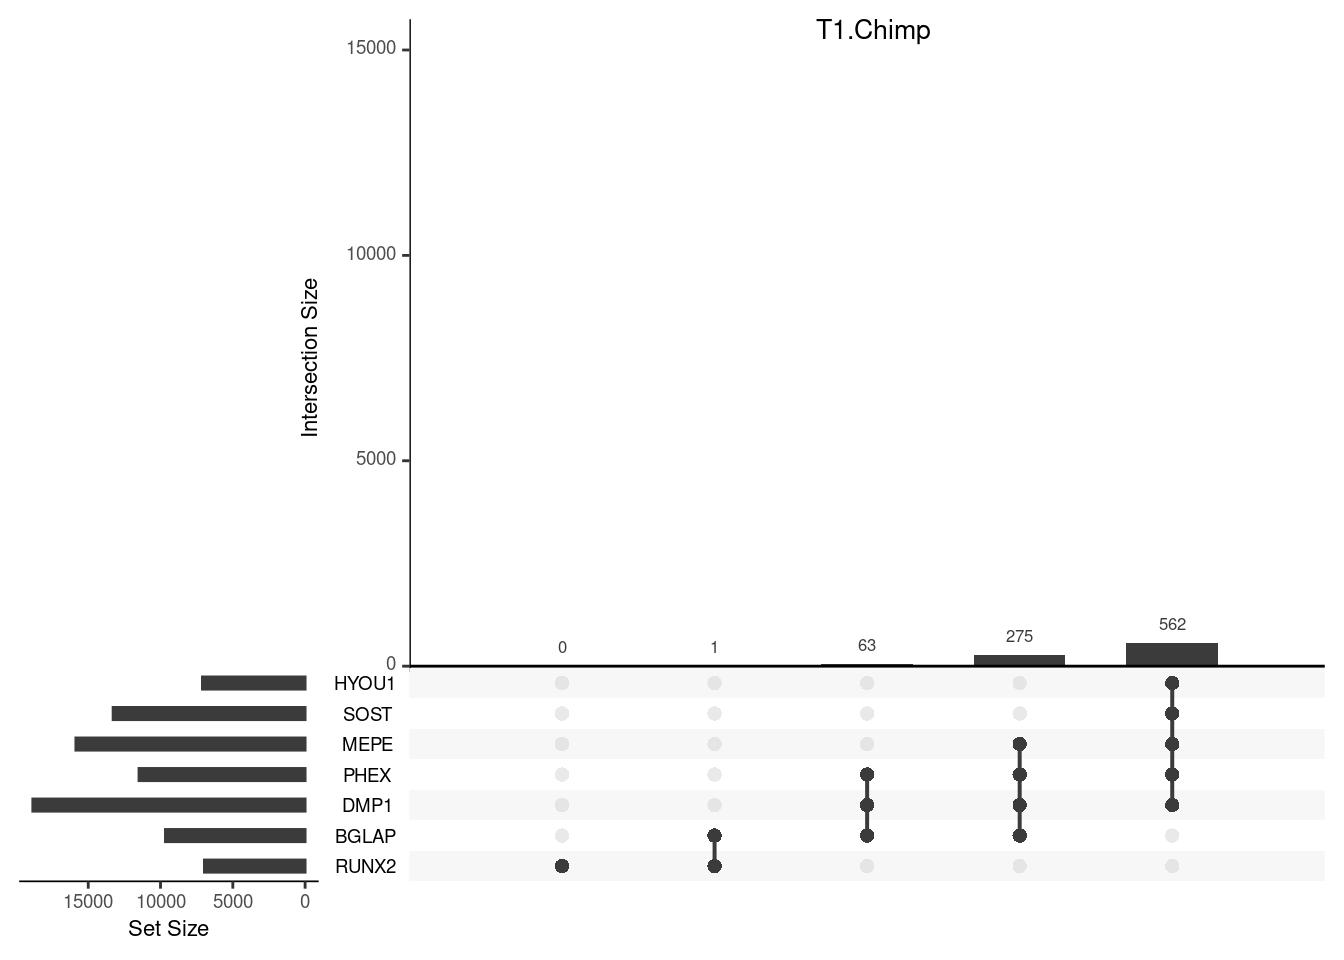 T1.Chimp
15000
10000
5000
0
Intersection Size
0
1
63
275
562
HYOU1
SOST
MEPE
PHEX
DMP1
BGLAP
RUNX2
15000 10000 5000 0
Set Size